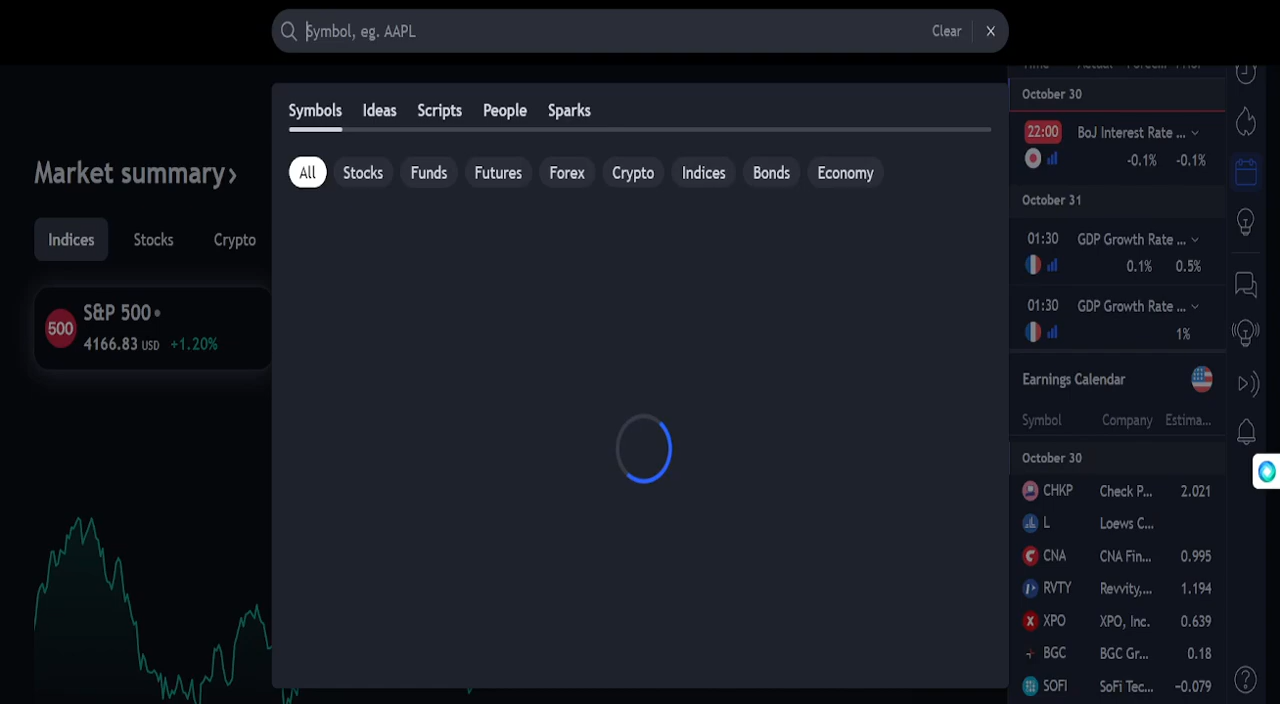 Symbol, eg. AAPL Clear
Symbols Ideas Scripts People Sparks
All Stocks Funds Futures Forex Crypto Indices Bonds Economy
Market summary
Indices Stocks Crypto
500 S&P 500
4166.83 USD +1.20%
Time Actual Forec... Prior
October 30
22:00 BoJ Interest Rate ...
-0.1% -0.1%
October 31
01:30 GDP Growth Rate ...
0.1% 0.5%
01:30 GDP Growth Rate ...
1%
Earnings Calendar
Symbol Company Estima...
October 30
CHKP Check P... 2.021
L Loews C...
CNA CNA Fin... 0.995
RVTY Revvity,... 1.194
XPO XPO, Inc. 0.639
BGC BGC Gr... 0.18
SOFI SoFi Tec... −0.079